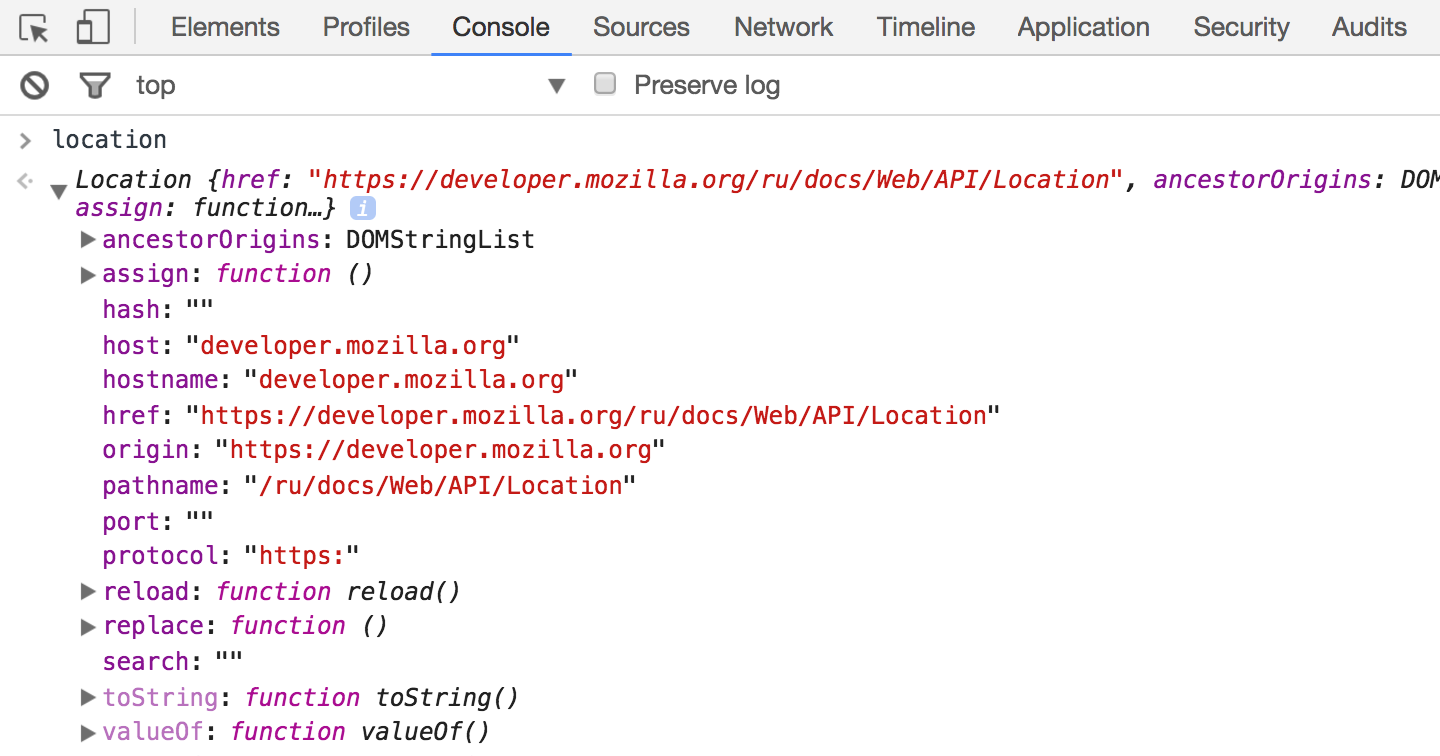 Elements Profiles Console Sources Network Timeline Application Security Audits
top ▼ Preserve log
> location
Location {href: "https://developer.mozilla.org/ru/docs/Web/API/Location", ancestorOrigins:
assign: function…} i
ancestorOrigins: DOMStringList
assign: function ()
hash: ""
host: "developer.mozilla.org"
hostname: "developer.mozilla.org"
href: "https://developer.mozilla.org/ru/docs/Web/API/Location"
origin: "https://developer.mozilla.org"
pathname: "/ru/docs/Web/API/Location"
port: ""
protocol: "https:"
reload: function reload()
replace: function ()
search: ""
toString: function toString()
valueOf: function valueOf()